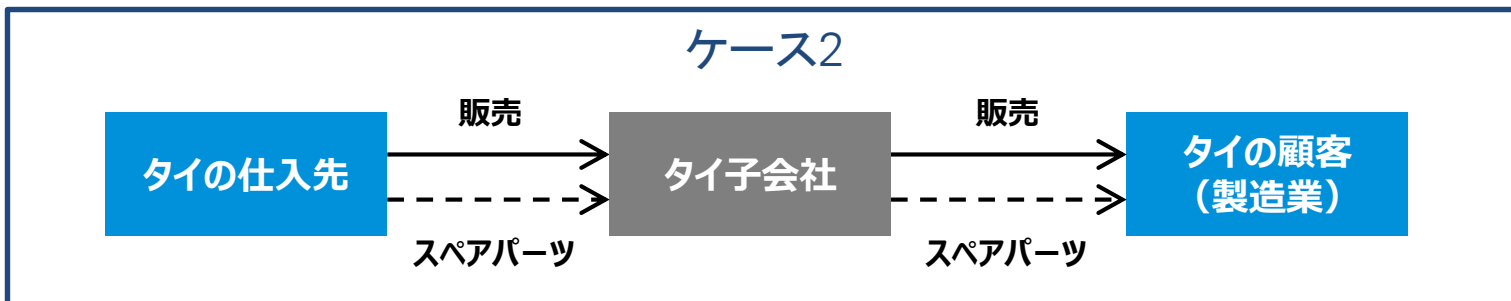 ケース2
販売
販売
タイの仕入先
タイ子会社
タイの顧客
（製造業）
スペアパーツ
スペアパーツ